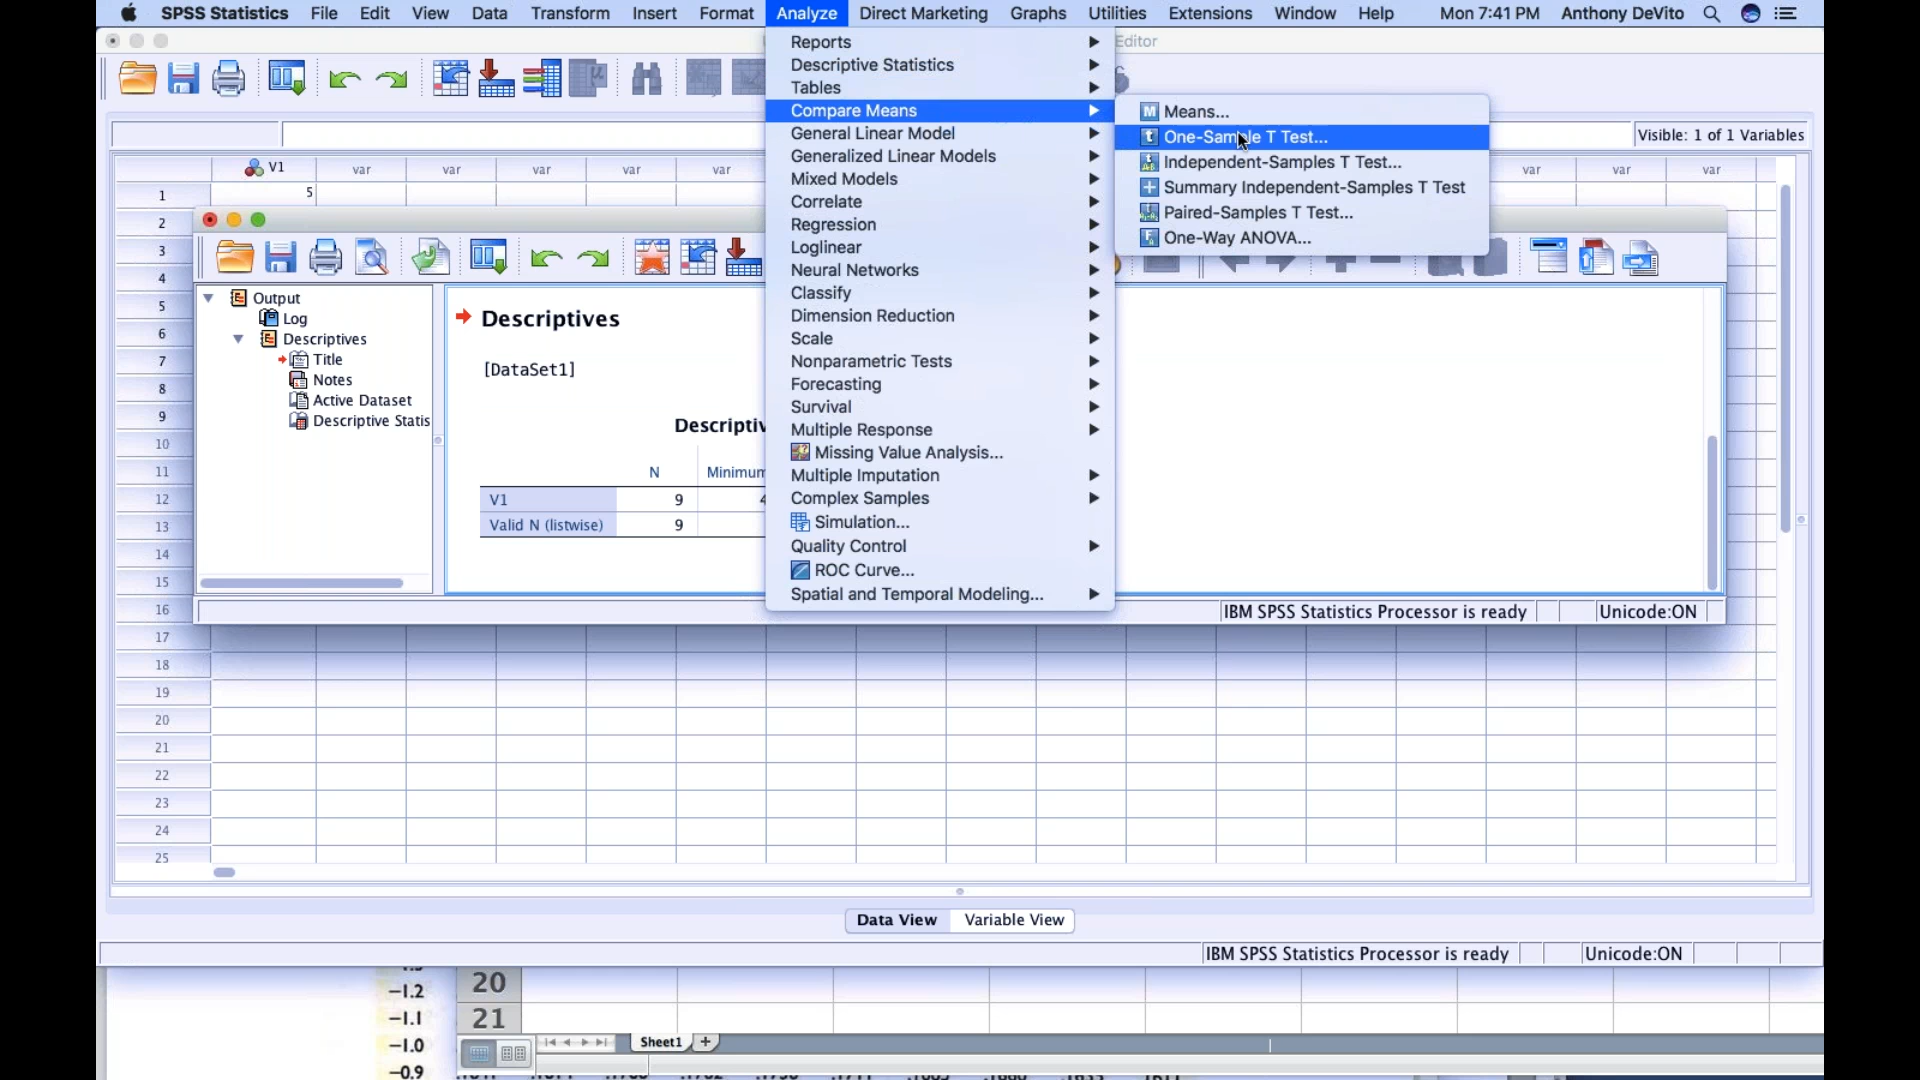 SPSS Statistics File Edit View Data Transform Insert Format Analyze Direct Marketing Graphs Utilities Extensions Window Help Mon 7:41 PM Anthony DeVito
Editor
Reports
Descriptive Statistics
Tables
Compare Means
General Linear Model
Generalized Linear Models
Mixed Models
Correlate
Regression
Loglinear
Neural Networks
Classify
Dimension Reduction
Scale
Nonparametric Tests
Forecasting
Survival
Multiple Response
Missing Value Analysis...
Multiple Imputation
Complex Samples
Simulation...
Quality Control
ROC Curve...
Spatial and Temporal Modeling...
Means...
One-Sample T Test...
Independent-Samples T Test...
Summary Independent-Samples T Test
Paired-Samples T Test...
One-Way ANOVA...
Visible: 1 of 1 Variables
V1 var var var var var var var var
1 5
2
3
4
5
6
7
8
9
10
11
12
13
14
15
16
17
18
19
20
21
22
23
24
25
Output
Log
Descriptives
Title
Notes
Active Dataset
Descriptive Statis
Descriptives
[DataSet1]
Descriptiv
N Minimum
V1 9 4
Valid N (listwise) 9
IBM SPSS Statistics Processor is ready Unicode:ON
Data View Variable View
IBM SPSS Statistics Processor is ready Unicode:ON
−1.2
−1.1
−1.0
−0.9
20
21
Sheet1 +